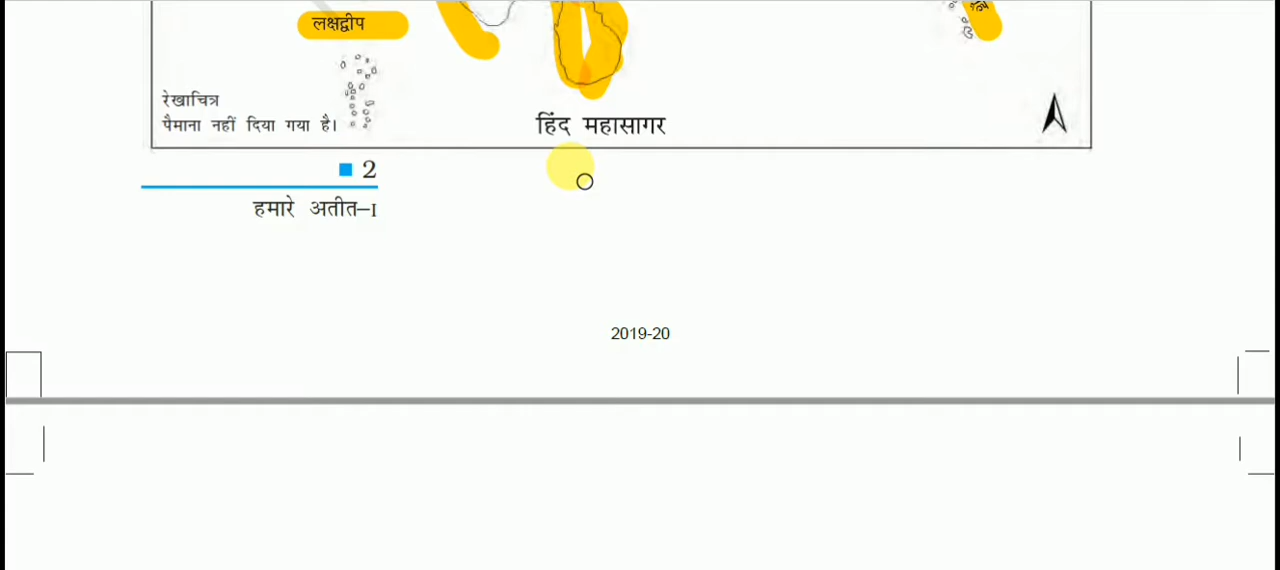 लक्षद्वीप
रेखाचित्र
पैमाना नहीं दिया गया है।
हिंद महासागर
2
हमारे अतीत–I
2019-20